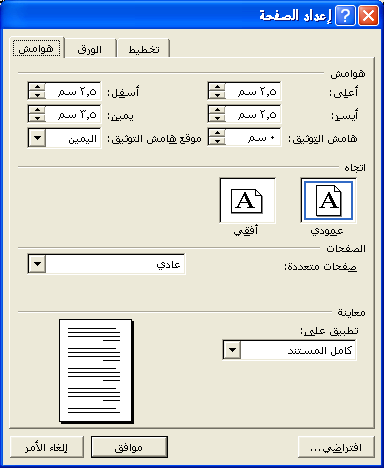 إعداد الصفحة
هوامش الورق تخطيط
هوامش
أعلى: ٢٫٥ سم أسفل: ٢٫٥ سم
أيسر: ٢٫٥ سم يمين: ٣٫٥ سم
هامش التوثيق: ٠ سم موقع هامش التوثيق: اليمين
اتجاه
عمودي أفقي
الصفحات
صفحات متعددة: عادي
معاينة
تطبيق على:
كامل المستند
افتراضي... موافق إلغاء الأمر